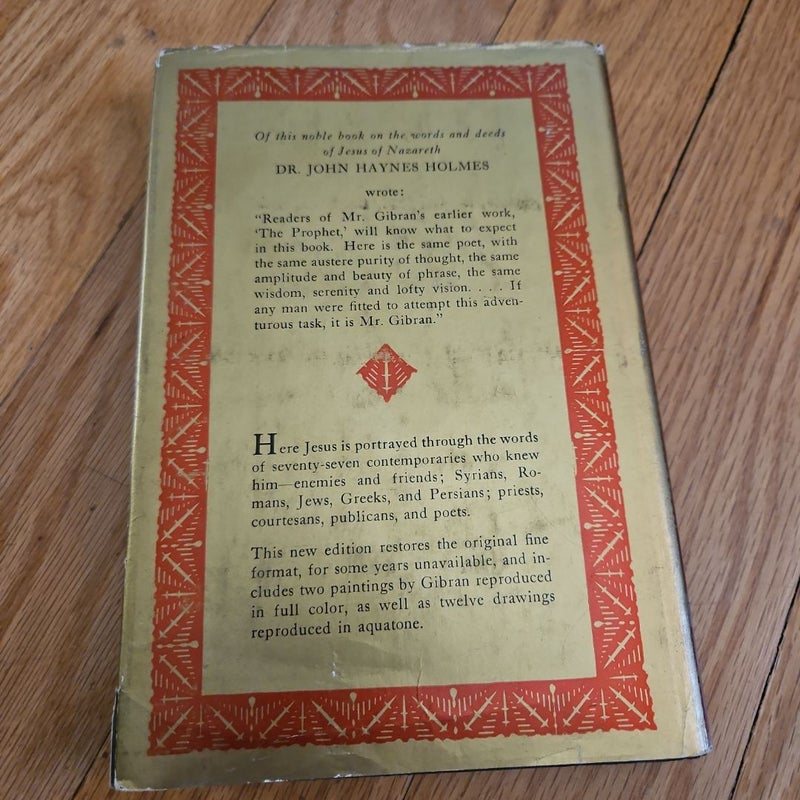 Of this noble book on the words and deeds
of Jesus of Nazareth
DR. JOHN HAYNES HOLMES
wrote:
“Readers of Mr. Gibran’s earlier work,
‘The Prophet,’ will know what to expect
in this book. Here is the same poet, with
the same austere purity of thought, the same
amplitude and beauty of phrase, the same
wisdom, serenity and lofty vision. . . . If
any man were fitted to attempt this adven-
turous task, it is Mr. Gibran.”
Here Jesus is portrayed through the words
of seventy-seven contemporaries who knew
him—enemies and friends; Syrians, Ro-
mans, Jews, Greeks, and Persians; priests,
courtesans, publicans, and poets.
This new edition restores the original fine
format, for some years unavailable, and in-
cludes two paintings by Gibran reproduced
in full color, as well as twelve drawings
reproduced in aquatone.